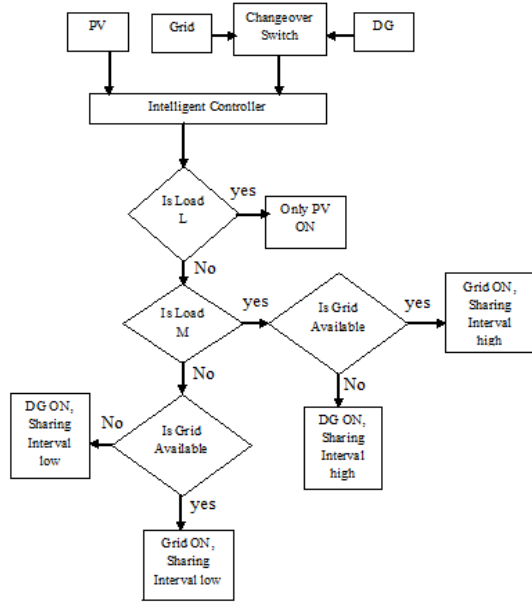 PV
Grid
Changeover
Switch
DG
Intelligent Controller
Is Load
L
yes
Only PV
ON
No
Is Load
M
yes
Is Grid
Available
yes
Grid ON,
Sharing
Interval
high
No
No
DG ON,
Sharing
Interval
high
DG ON,
Sharing
Interval
low
No
Is Grid
Available
yes
Grid ON,
Sharing
Interval low